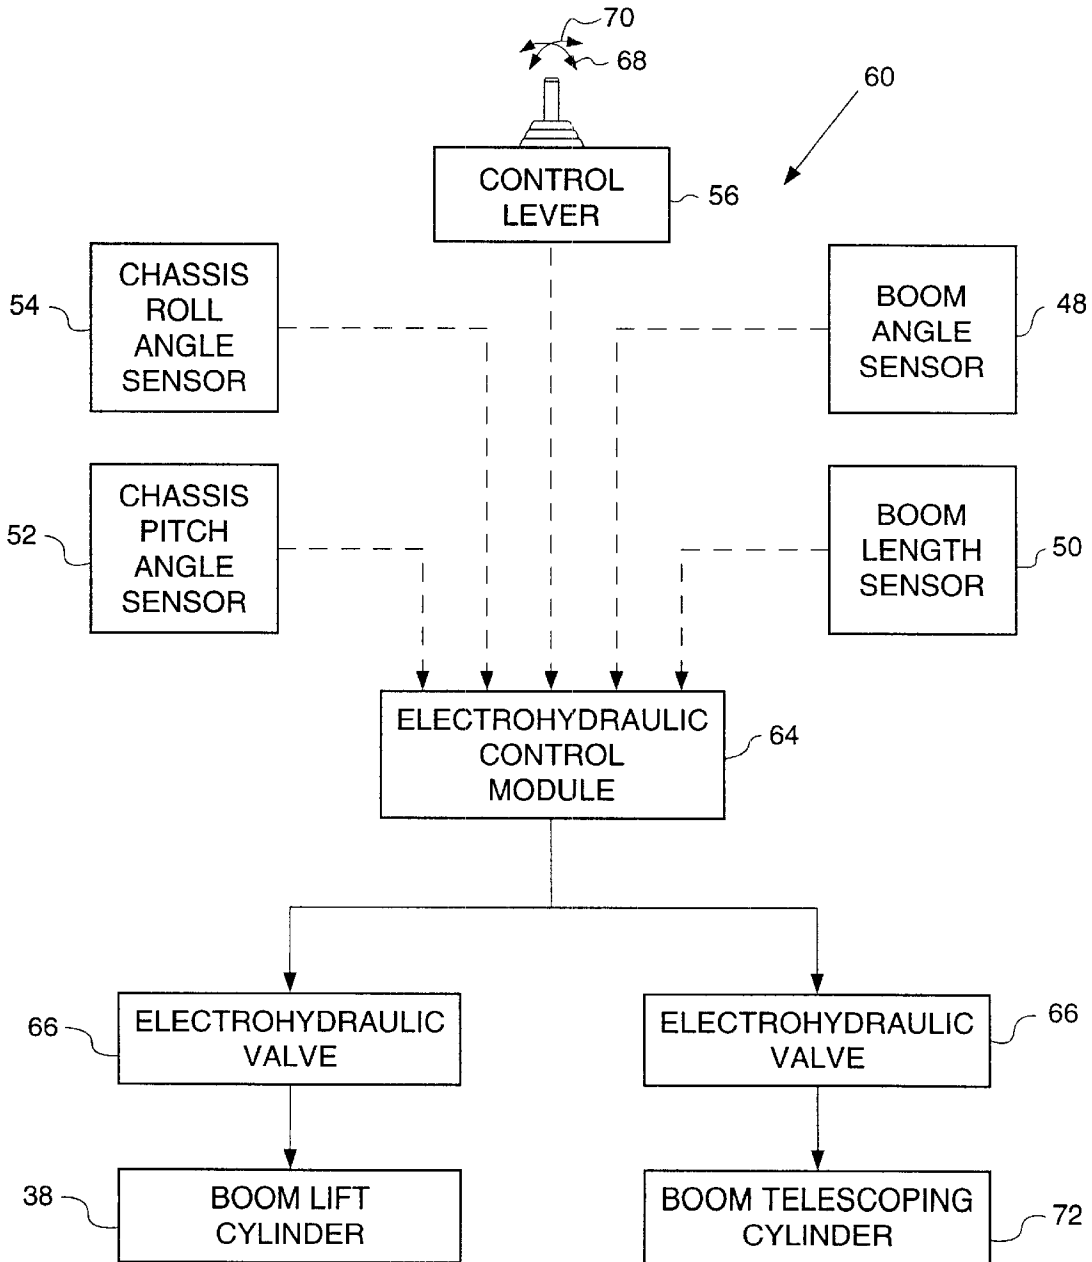 70
68
60
CONTROL
LEVER
56
CHASSIS
ROLL
ANGLE
SENSOR
54
BOOM
ANGLE
SENSOR
48
CHASSIS
PITCH
ANGLE
SENSOR
52
BOOM
LENGTH
SENSOR
50
ELECTROHYDRAULIC
CONTROL
MODULE
64
ELECTROHYDRAULIC
VALVE
66
ELECTROHYDRAULIC
VALVE
66
BOOM LIFT
CYLINDER
38
BOOM TELESCOPING
CYLINDER
72